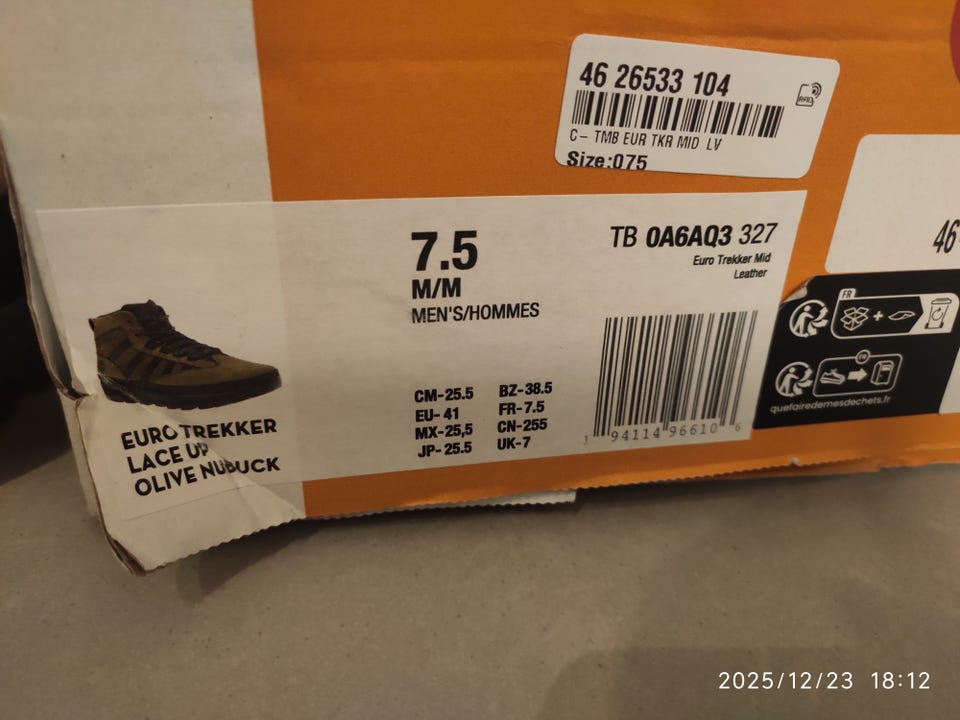 46 26533 104
RFID
C- TMB EUR TKR MID LV
Size:075
7.5
M/M
MEN'S/HOMMES
TB 0A6AQ3 327
Euro Trekker Mid
Leather
CM-25.5 BZ-38.5
EU-41 FR-7.5
MX-25,5 CN-255
JP-25.5 UK-7
1 94114 96610 6
EURO TREKKER
LACE UP
OLIVE NUBUCK
46
FR
FR
quefairedemesdechets.fr
2025/12/23 18:12